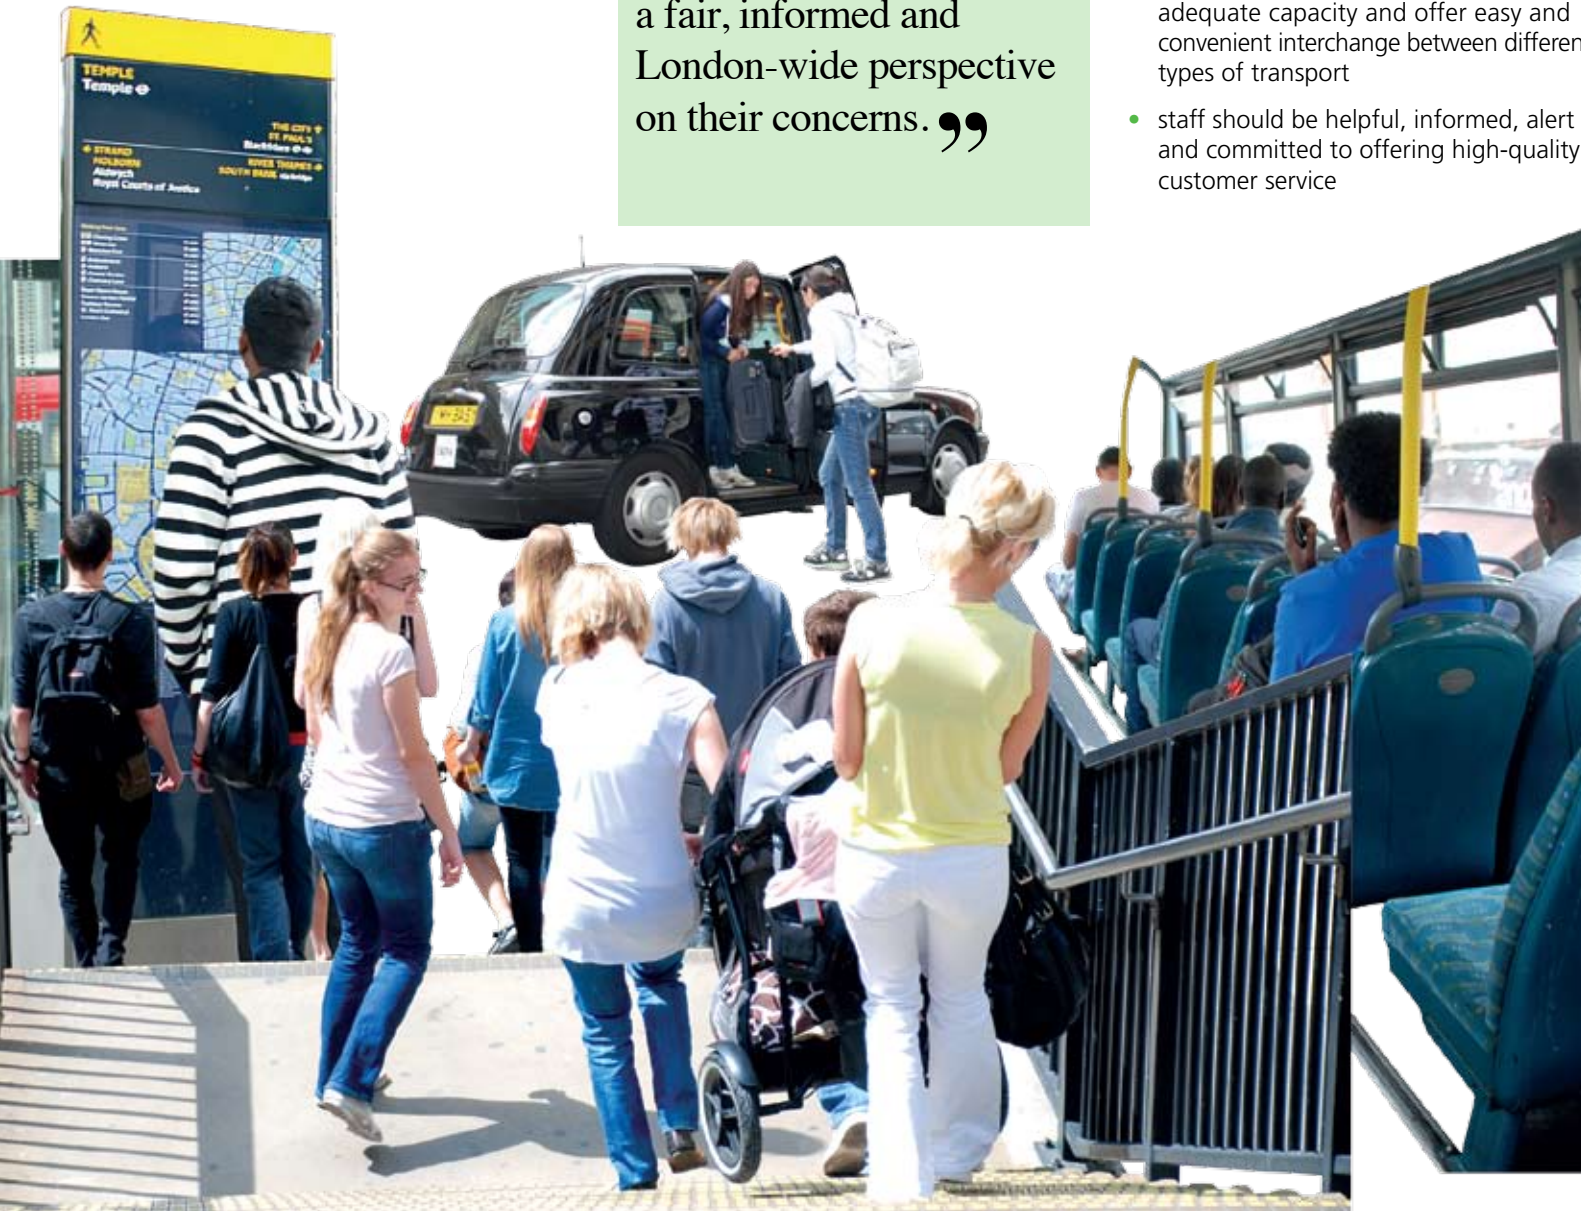 a fair, informed and
London-wide perspective
on their concerns.”
adequate capacity and offer easy and
convenient interchange between differen
types of transport
• staff should be helpful, informed, alert
and committed to offering high-quality
customer service
TEMPLE
Temple
THE CITY
ST. PAUL'S
Blackfriars
STRAND
HOLBORN
Aldwych
Royal Courts of Justice
RIVER THAMES
SOUTH BANK